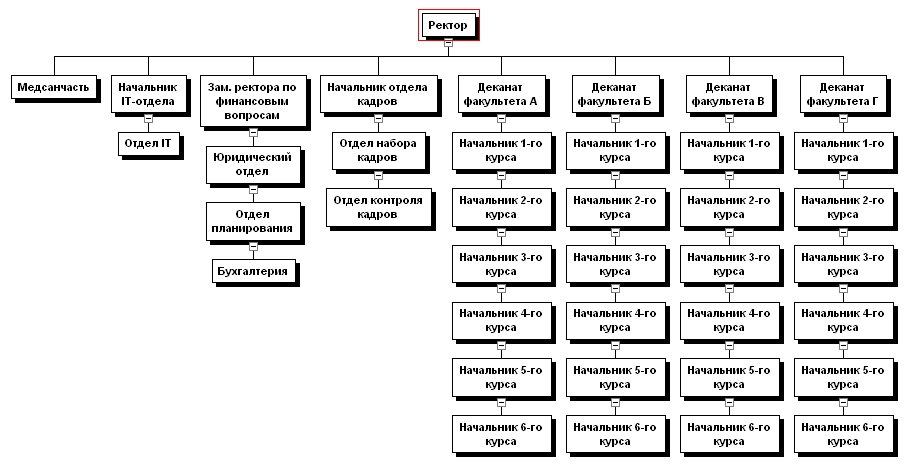 Ректор
Медсанчасть
Начальник
IT-отдела
Зам. ректора по
финансовым
вопросам
Начальник отдела
кадров
Деканат
факультета А
Деканат
факультета Б
Деканат
факультета В
Деканат
факультета Г
Отдел IT
Юридический
отдел
Отдел
планирования
Бухгалтерия
Отдел набора
кадров
Отдел контроля
кадров
Начальник 1-го
курса
Начальник 2-го
курса
Начальник 3-го
курса
Начальник 4-го
курса
Начальник 5-го
курса
Начальник 6-го
курса
Начальник 1-го
курса
Начальник 2-го
курса
Начальник 3-го
курса
Начальник 4-го
курса
Начальник 5-го
курса
Начальник 6-го
курса
Начальник 1-го
курса
Начальник 2-го
курса
Начальник 3-го
курса
Начальник 4-го
курса
Начальник 5-го
курса
Начальник 6-го
курса
Начальник 1-го
курса
Начальник 2-го
курса
Начальник 3-го
курса
Начальник 4-го
курса
Начальник 5-го
курса
Начальник 6-го
курса